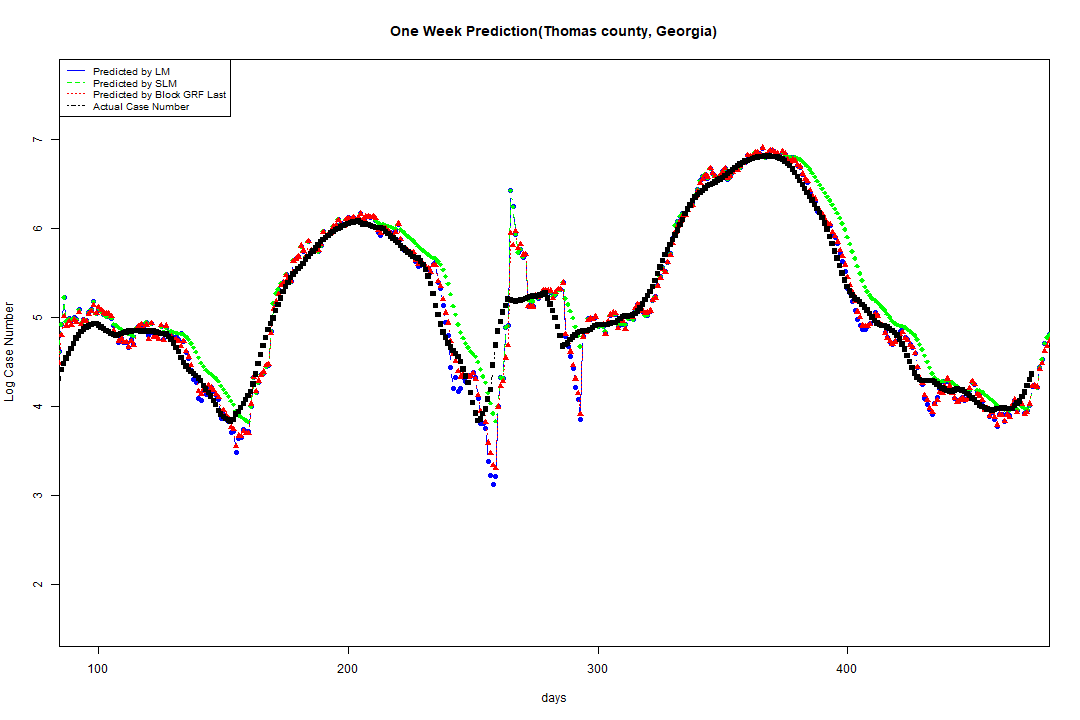 One Week Prediction(Thomas county, Georgia)
Predicted by LM
Predicted by SLM
Predicted by Block GRF Last
Actual Case Number
7
6
5
4
3
2
Log Case Number
100 200 300 400
days